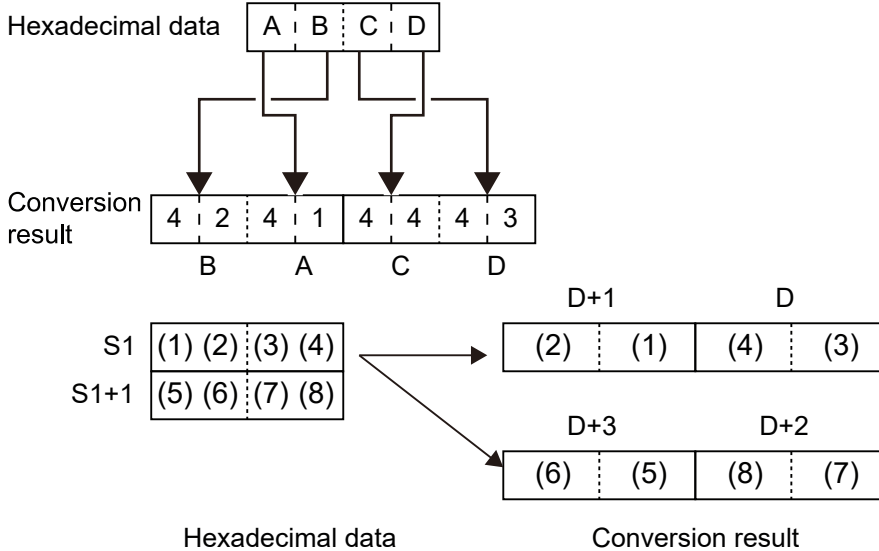 Hexadecimal data A B C D
Conversion
result
4 2 4 1 4 4 4 3
B A C D
D+1 D
S1 (1) (2) (3) (4) (2) (1) (4) (3)
S1+1 (5) (6) (7) (8)
D+3 D+2
(6) (5) (8) (7)
Hexadecimal data Conversion result